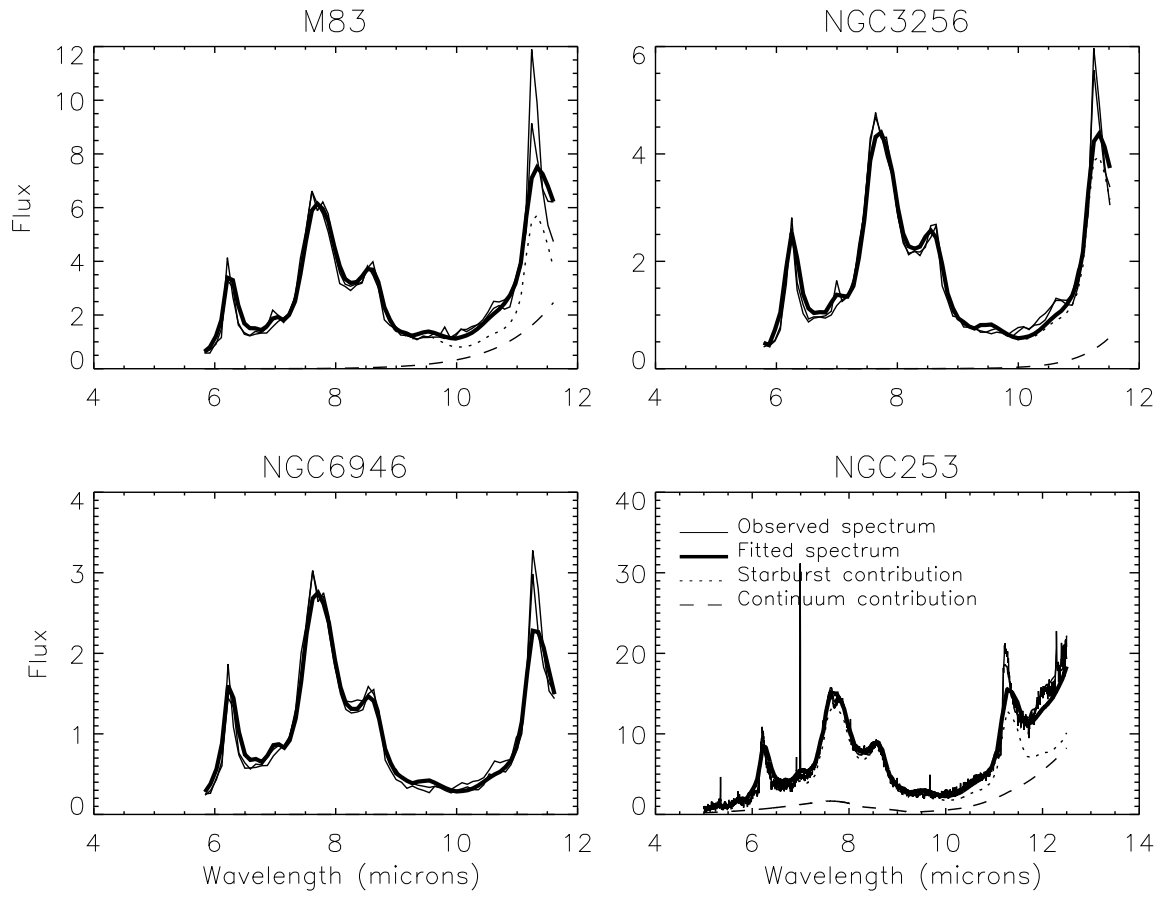 M83
12
10
8
6
4
2
0
Flux
4 6 8 10 12
NGC3256
6
4
2
0
4 6 8 10 12
NGC6946
4
3
2
1
0
Flux
4 6 8 10 12
Wavelength (microns)
NGC253
40
30
20
10
0
Observed spectrum
Fitted spectrum
Starburst contribution
Continuum contribution
4 6 8 10 12 14
Wavelength (microns)